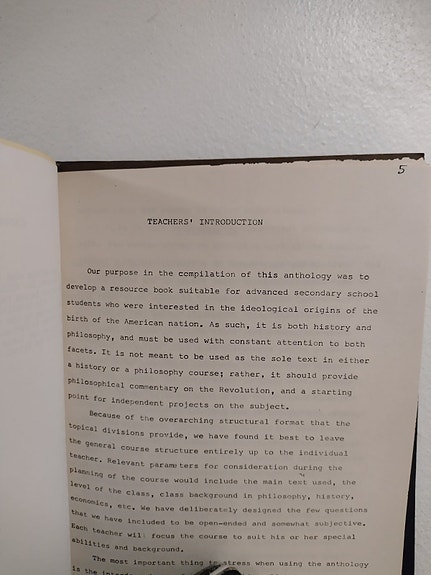 5
TEACHERS' INTRODUCTION
Our purpose in the compilation of this anthology was to
develop a resource book suitable for advanced secondary school
students who were interested in the ideological origins of the
birth of the American nation. As such, it is both history and
philosophy, and must be used with constant attention to both
facets. It is not meant to be used as the sole text in either
a history or a philosophy course; rather, it should provide
philosophical commentary on the Revolution, and a starting
point for independent projects on the subject.
Because of the overarching structural format that the
topical divisions provide, we have found it best to leave
the general course structure entirely up to the individual
teacher. Relevant parameters for consideration during the
planning of the course would include the main text used, the
level of the class, class background in philosophy, history,
economics, etc. We have deliberately designed the few questions
that we have included to be open-ended and somewhat subjective.
Each teacher will focus the course to suit his or her special
abilities and background.
The most important thing to stress when using the anthology
is the